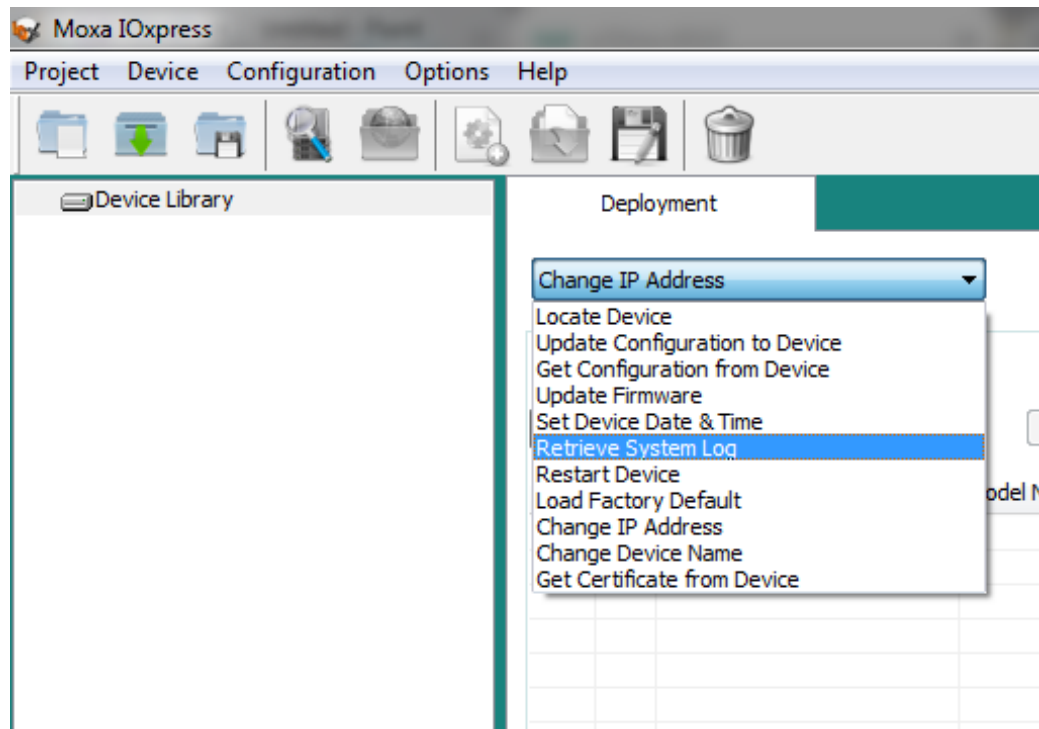 Moxa IOxpress
Project Device Configuration Options Help
Device Library
Deployment
Change IP Address
Locate Device
Update Configuration to Device
Get Configuration from Device
Update Firmware
Set Device Date & Time
Retrieve System Log
Restart Device
Load Factory Default
odel N
Change IP Address
Change Device Name
Get Certificate from Device